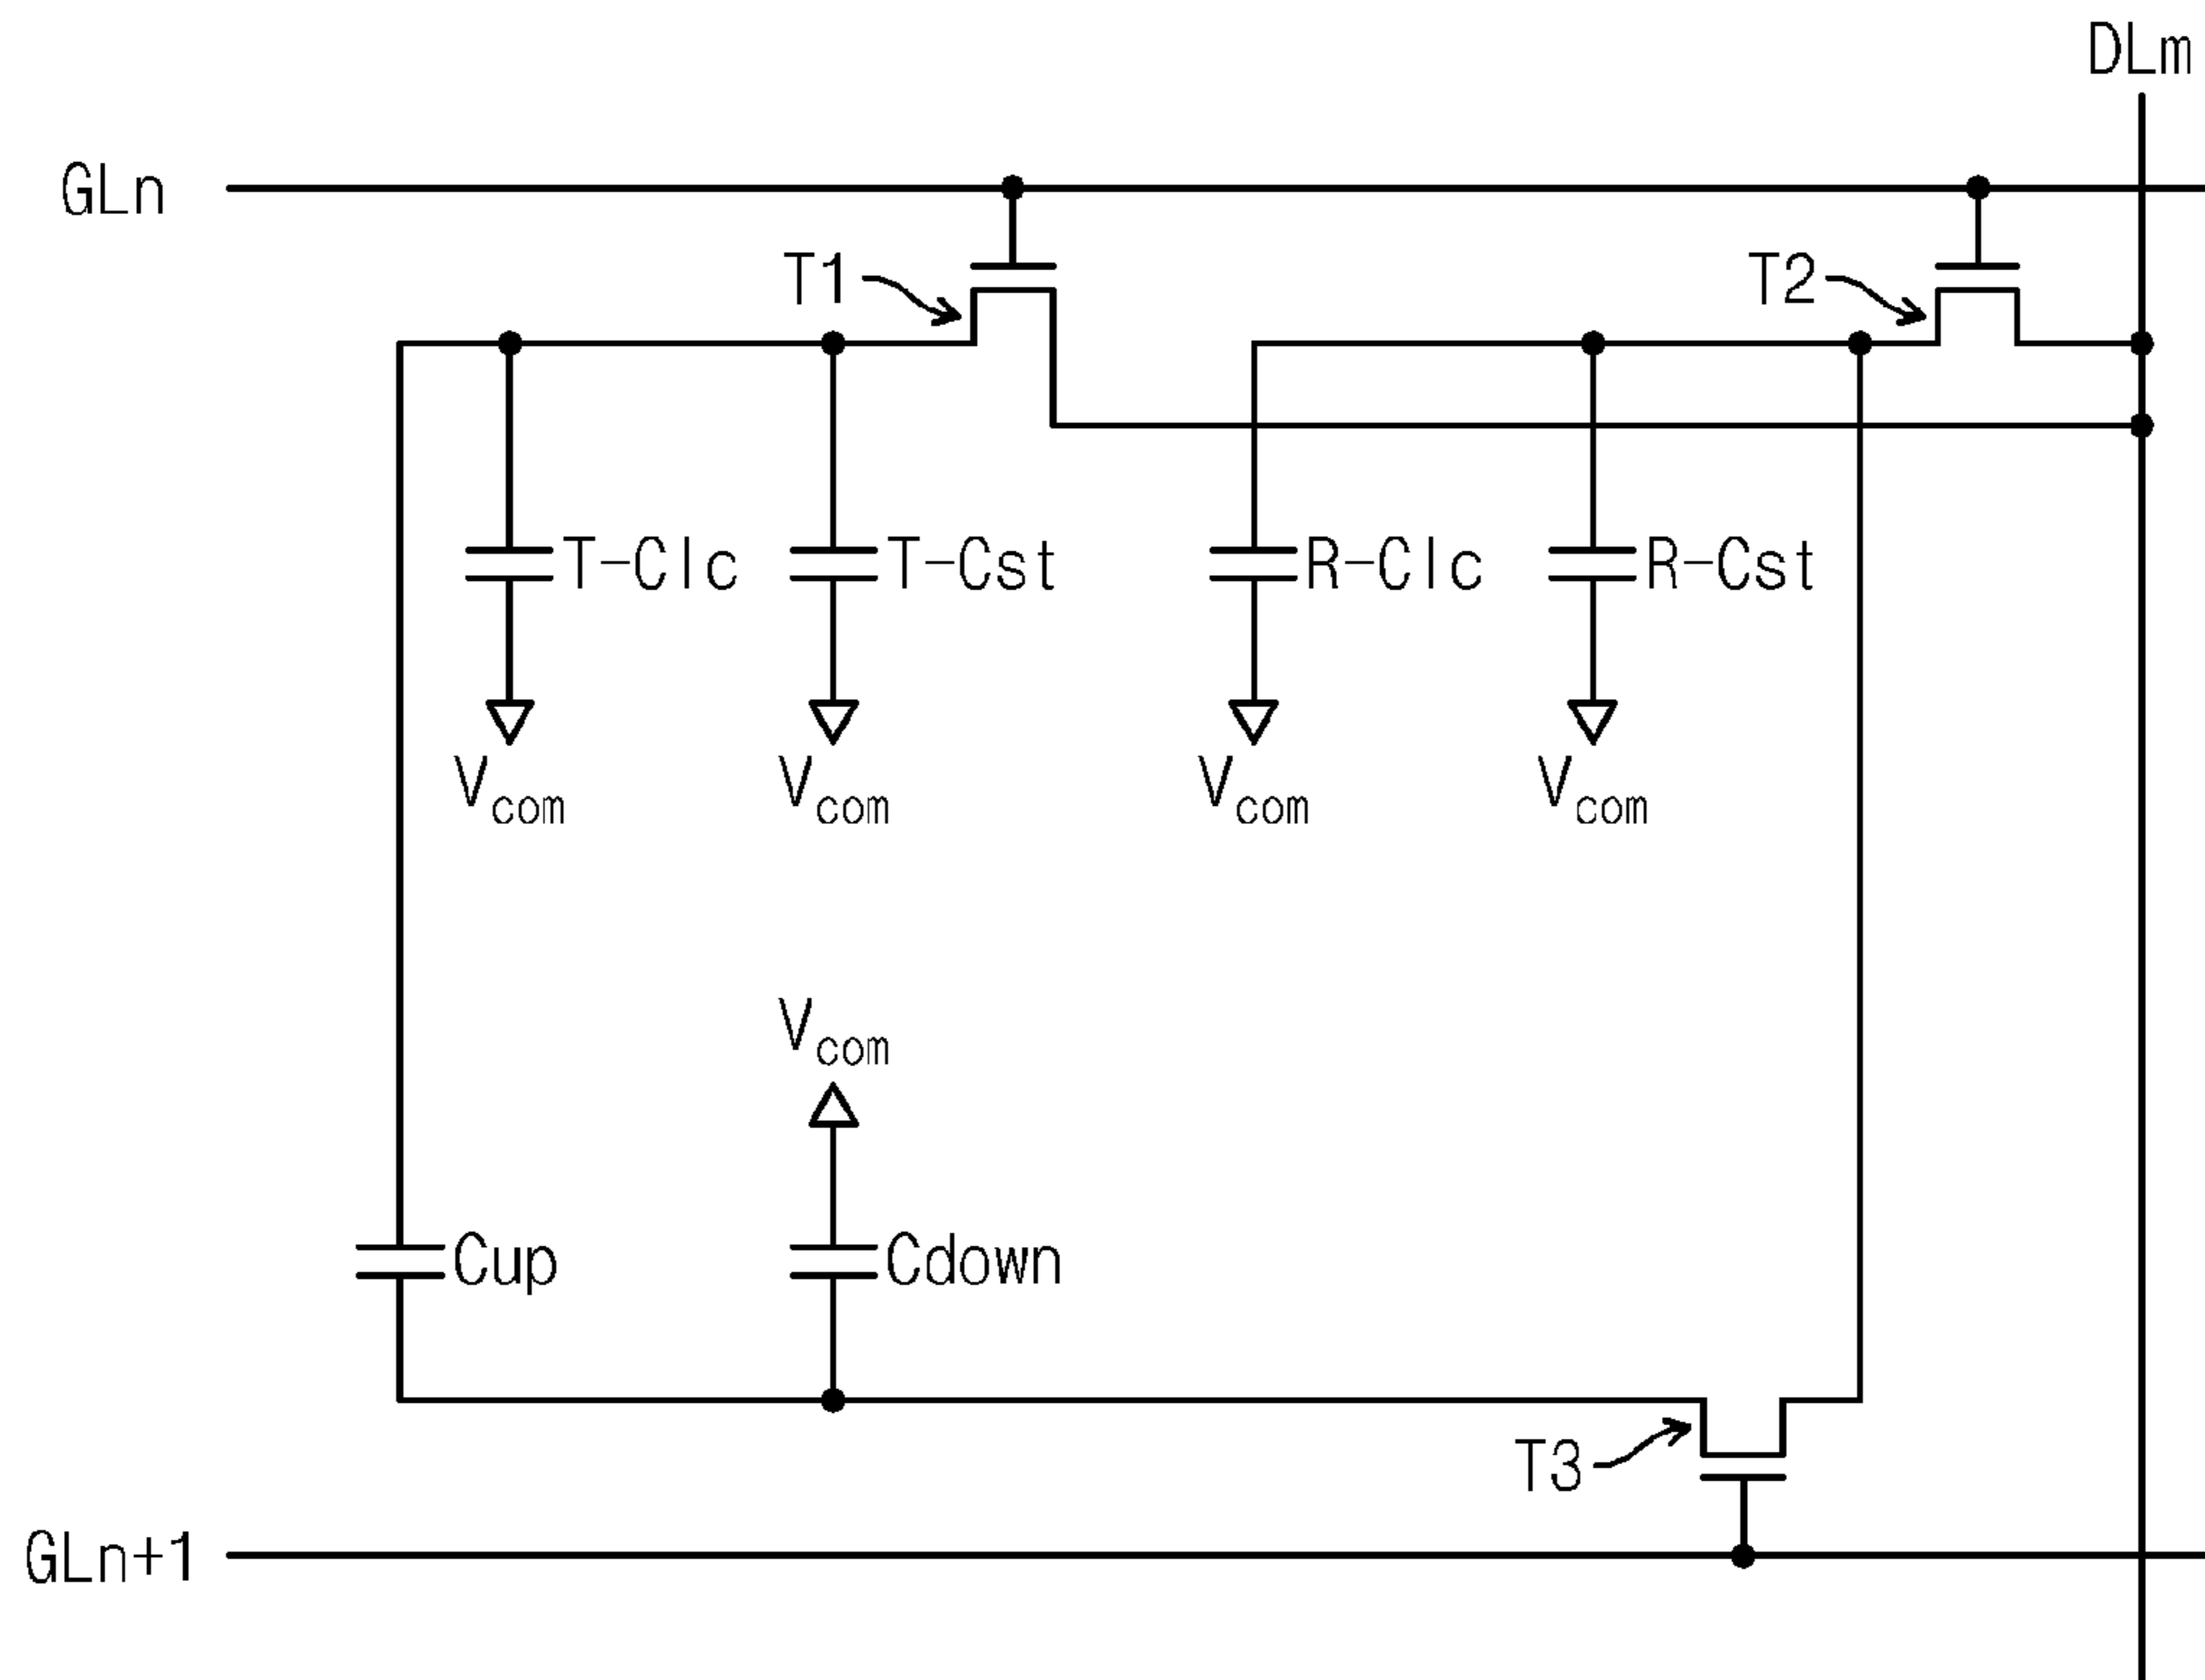 DLm
GLn
T1
T2
T-Clc
T-Cst
R-Clc
R-Cst
Vcom
Vcom
Vcom
Vcom
Vcom
Cup
Cdown
T3
GLn+1